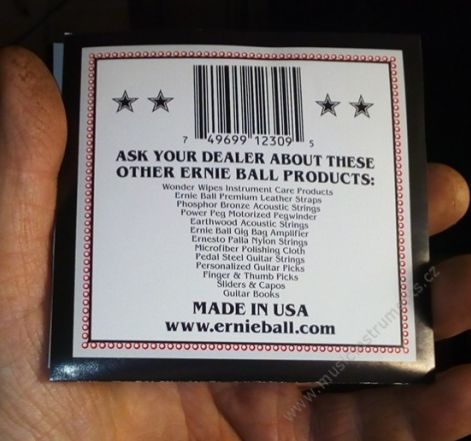 7 49699 12309 5
ASK YOUR DEALER ABOUT THESE
OTHER ERNIE BALL PRODUCTS:
Wonder Wipes Instrument Care Products
Ernie Ball Premium Leather Straps
Phosphor Bronze Acoustic Strings
Power Peg Motorized Pegwinder
Earthwood Acoustic Strings
Ernie Ball Gig Bag Amplifier
Ernesto Palla Nylon Strings
Microfiber Polishing Cloth
Pedal Steel Guitar Strings
Personalized Guitar Picks
Finger & Thumb Picks
Sliders & Capos
Guitar Books
MADE IN USA
www.ernieball.com